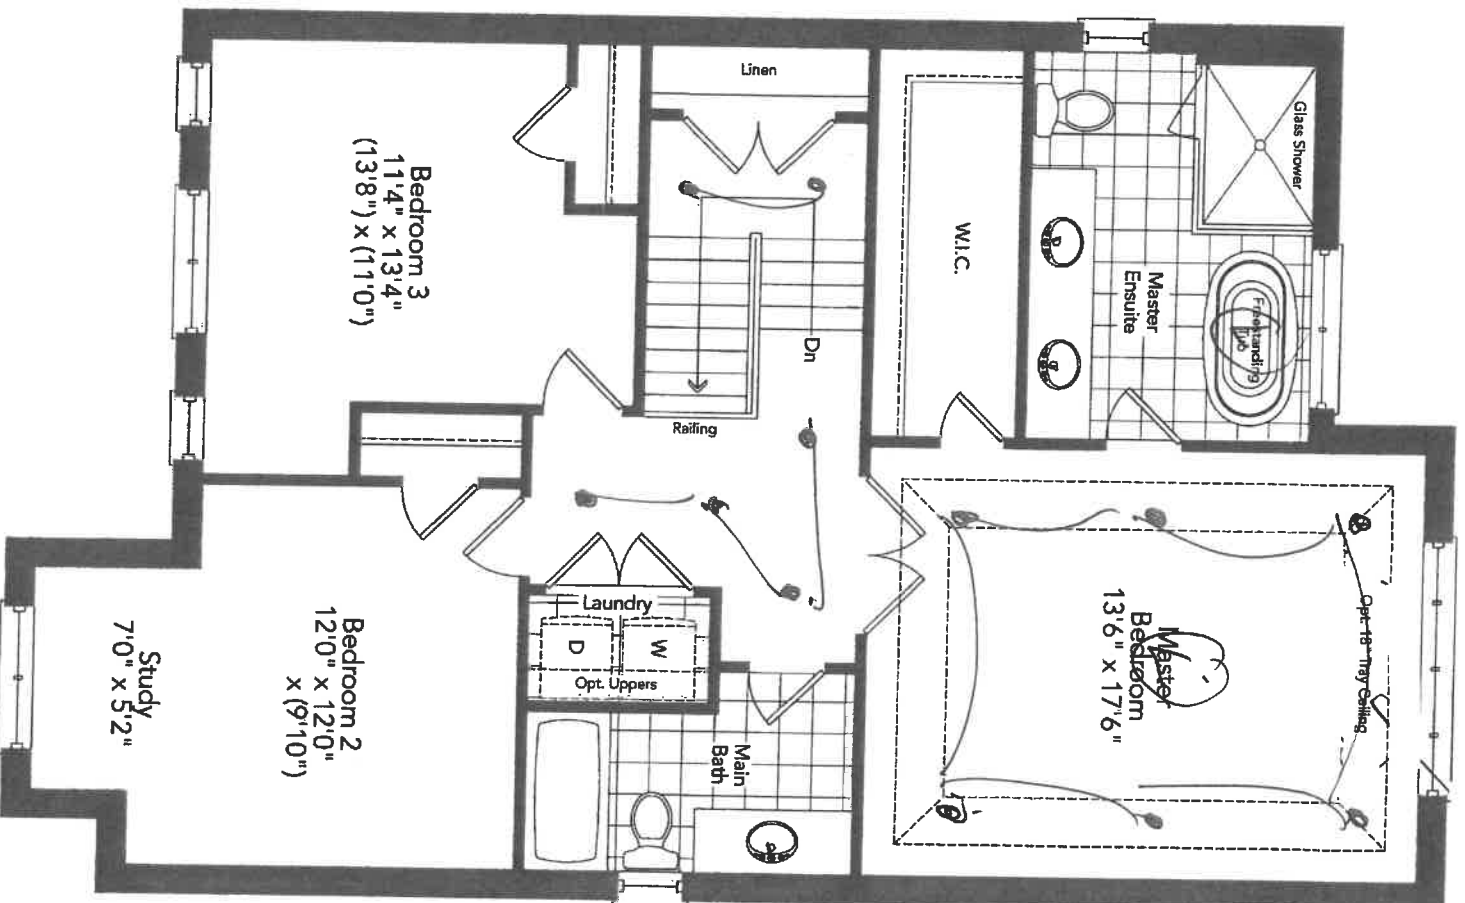 Linen
Glass Shower
Bedroom 3
11'4" x 13'4"
(13'8") x (11'0")
W.I.C.
Master
Ensuite
Freestanding
Tub
Dn
Railing
Laundry
D
W
Opt. Uppers
Master
Bedroom
13'6" x 17'6"
Opt. 18" Tray Ceiling
Bedroom 2
12'0" x 12'0"
x (9'10")
Study
7'0" x 5'2"
Main
Bath